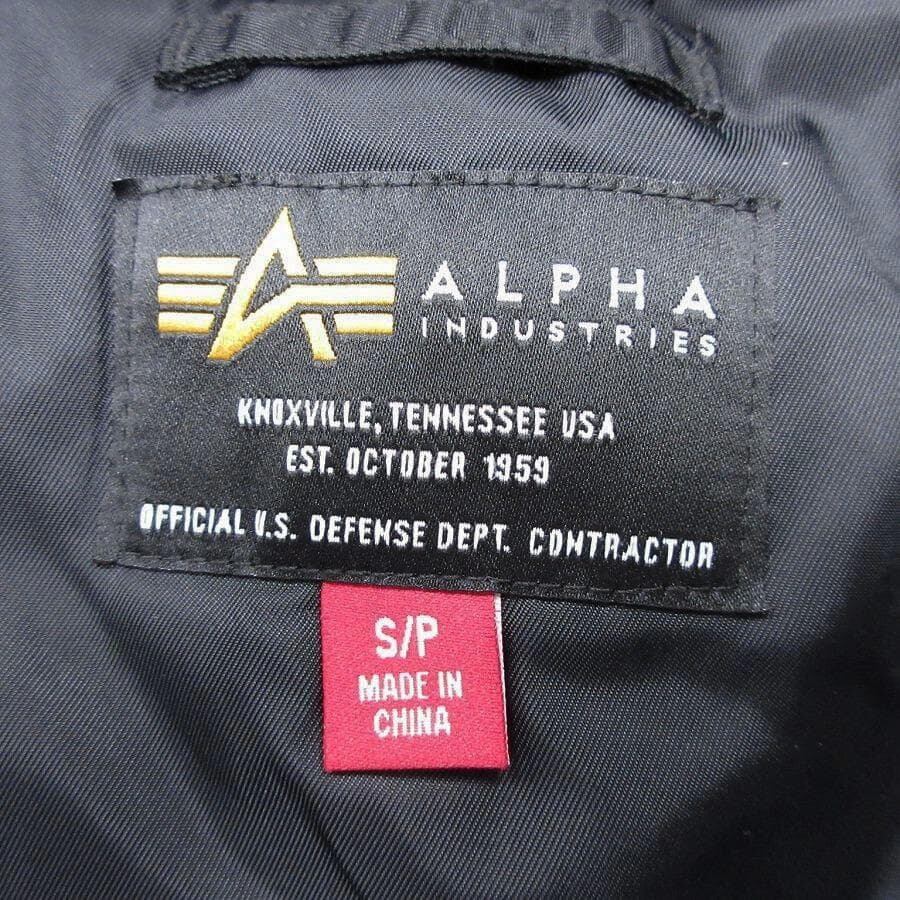 ALPHA
INDUSTRIES
KNOXVILLE, TENNESSEE USA
EST. OCTOBER 1959
OFFICIAL U.S. DEFENSE DEPT. CONTRACTOR
S/P
MADE IN
CHINA